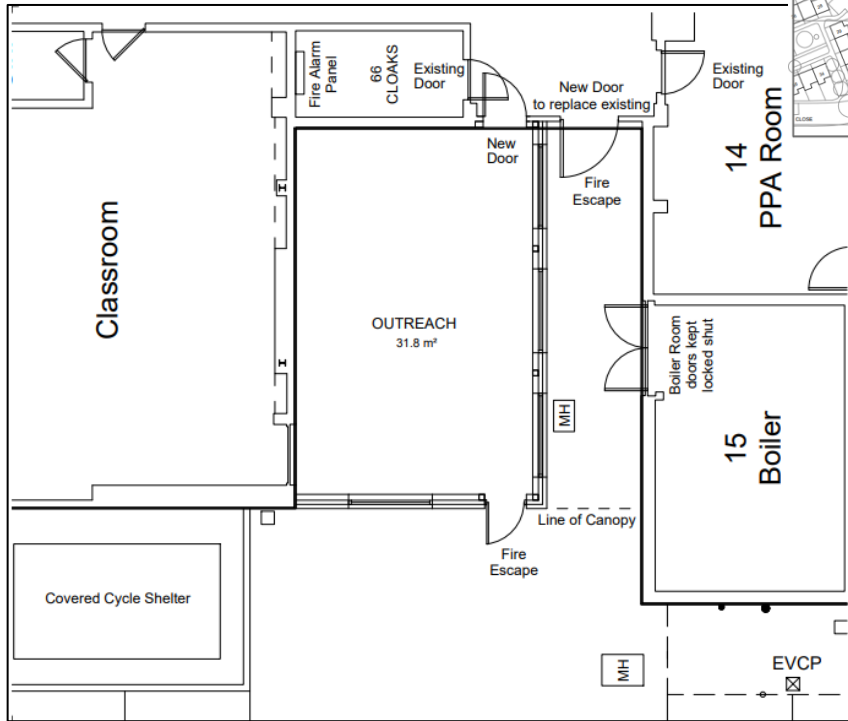 Fire Alarm
Panel
66
CLOAKS
Existing
Door
New Door
to replace existing
Existing
Door
CLOSE
New
Door
Fire
Escape
14
PPA Room
Classroom
OUTREACH
31.8 m²
Boiler Room
doors kept
locked shut
MH
15
Boiler
Line of Canopy
Fire
Escape
Covered Cycle Shelter
MH
EVCP